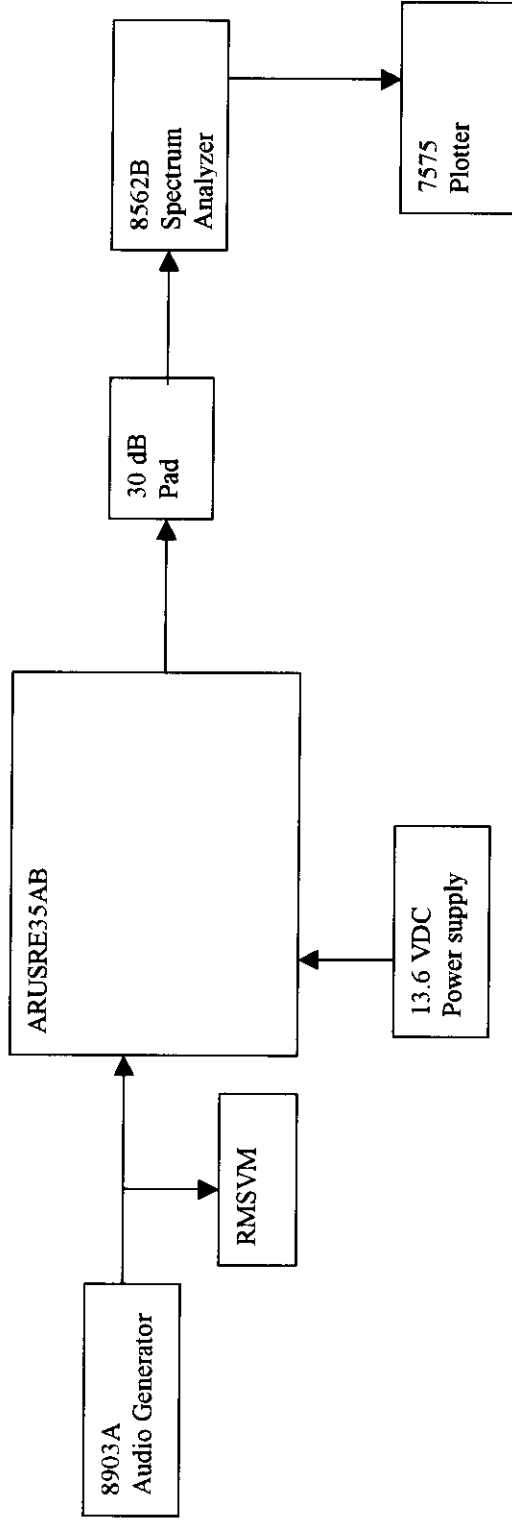 8903A
Audio Generator
RMSVM
ARUSRE35AB
13.6 VDC
Power supply
30 dB
Pad
8562B
Spectrum
Analyzer
7575
Plotter